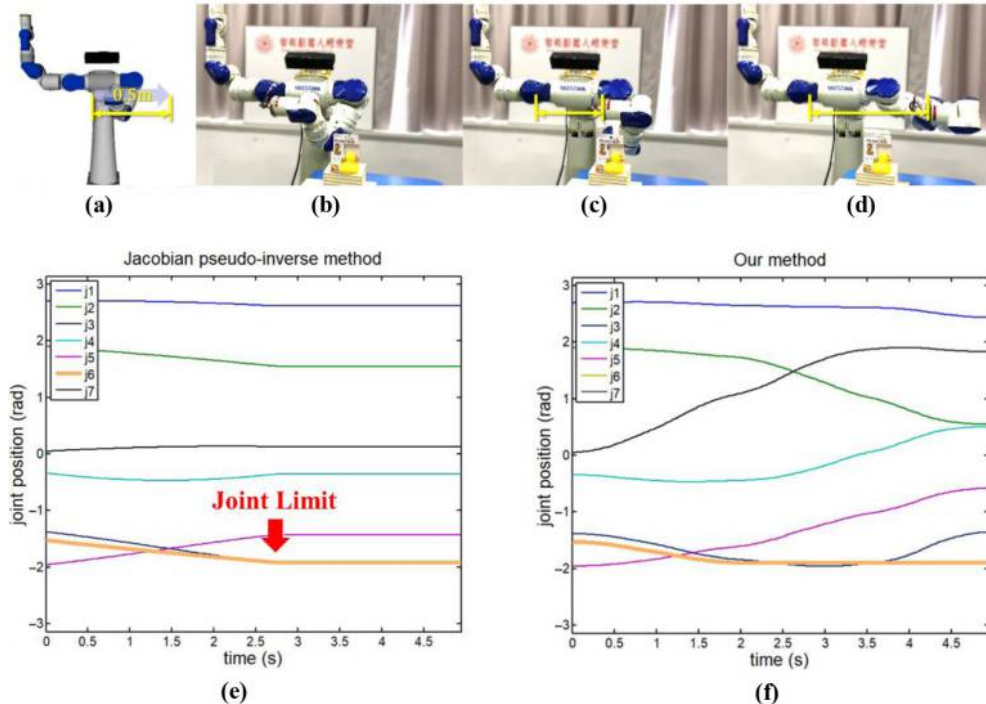 0.5m
(a)
(b)
(c)
(d)
Jacobian pseudo-inverse method
3
2
1
0
−1
−2
−3
joint position (rad)
j1
j2
j3
j4
j5
j6
j7
Joint Limit
0 0.5 1 1.5 2 2.5 3 3.5 4 4.5
time (s)
(e)
Our method
3
2
1
0
−1
−2
−3
joint position (rad)
j1
j2
j3
j4
j5
j6
j7
0 0.5 1 1.5 2 2.5 3 3.5 4 4.5
time (s)
(f)